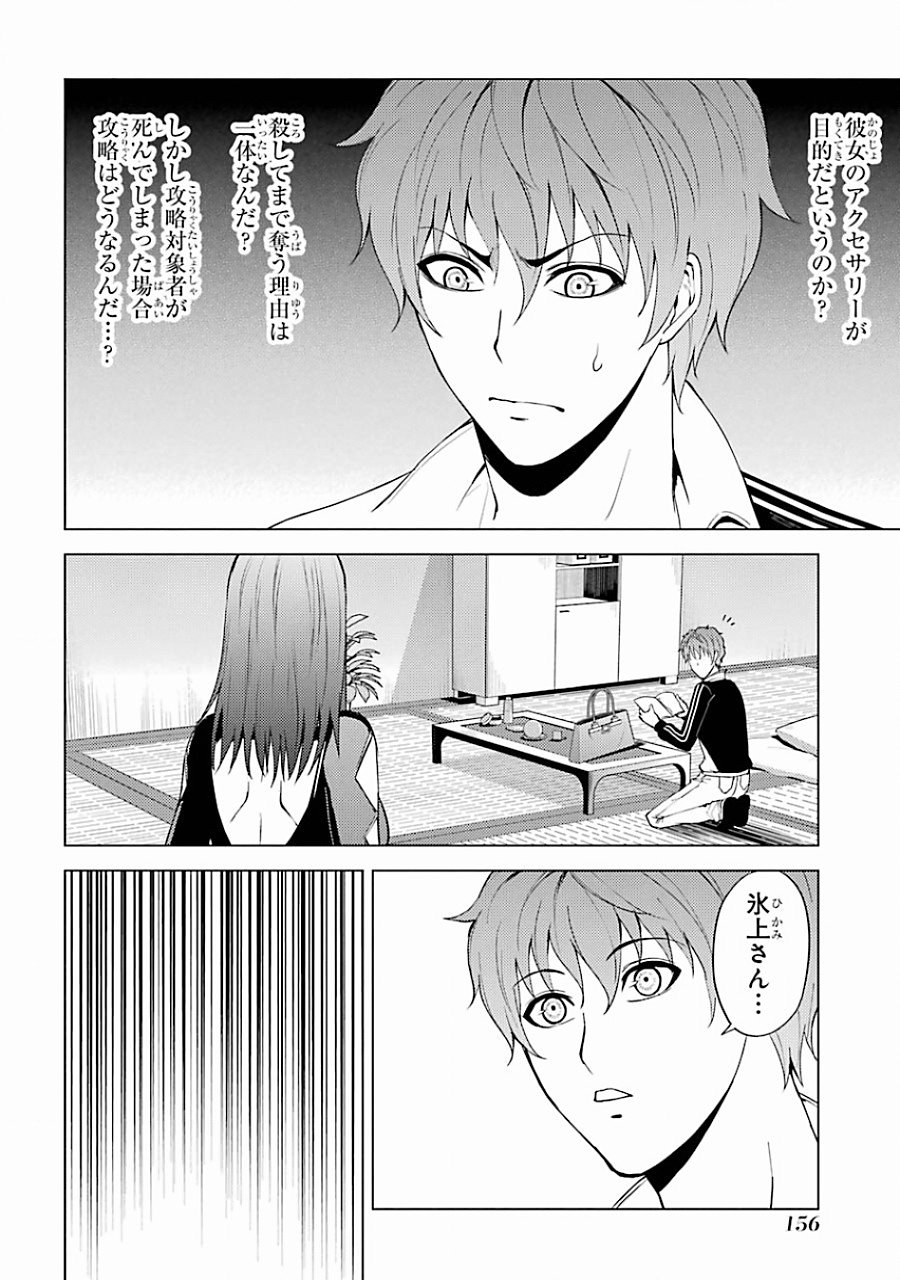 彼女のアクセサリーが
目的だというのか?
殺してまで奪う理由は
一体なんだ?
しかし攻略対象者が
死んでしまった場合
攻略はどうなるんだ…?
氷上さん…
156